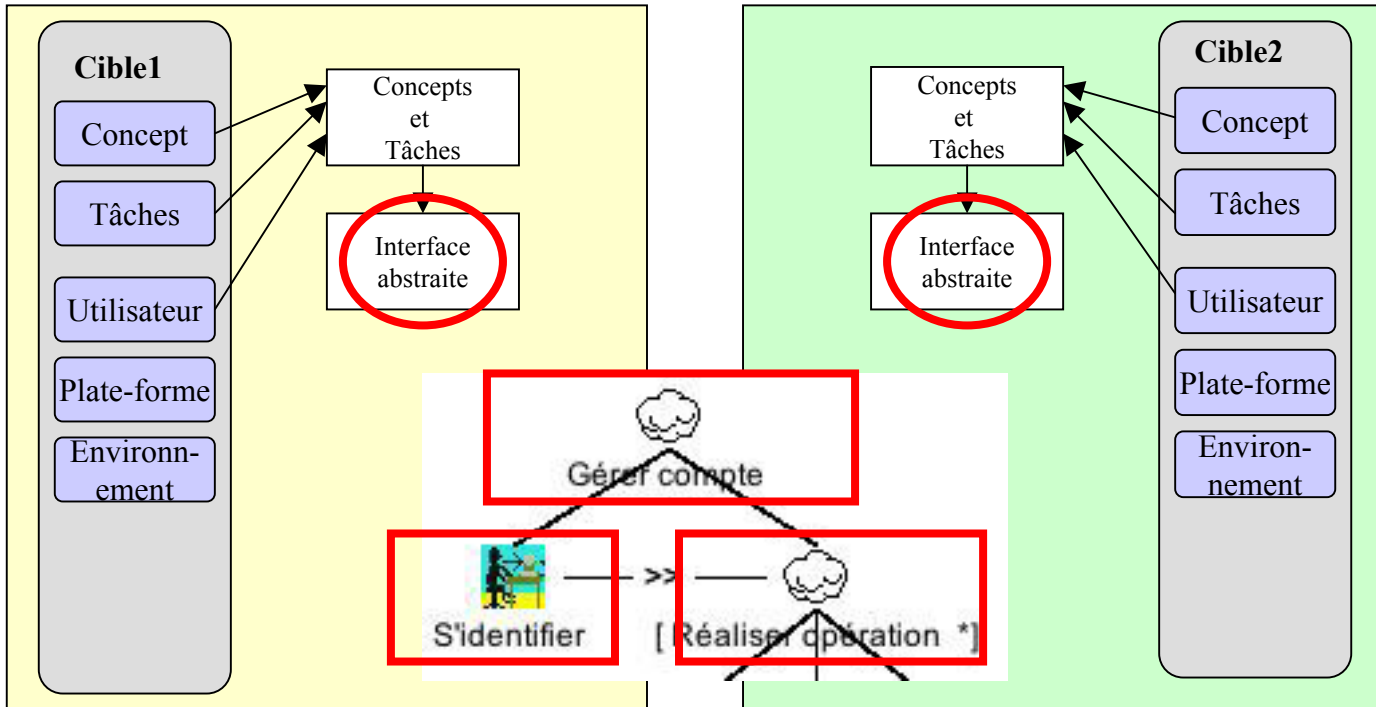 Cible1
Concept
Tâches
Utilisateur
Plate-forme
Environn-
ement
Concepts
et
Tâches
Interface
abstraite
Concepts
et
Tâches
Interface
abstraite
Cible2
Concept
Tâches
Utilisateur
Plate-forme
Environ-
nement
Gérer compte
>>
S'identifier
[ Réaliser opération *]